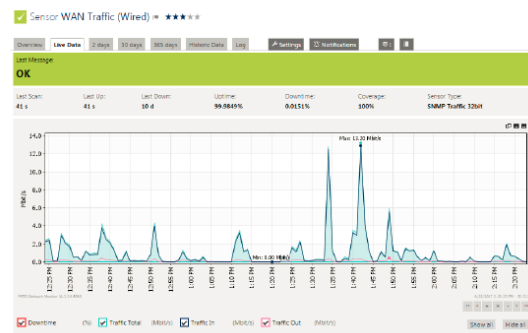 Sensor WAN Traffic (Wired)
Overview Live Data 2 days 30 days 365 days Historic Data Log Settings Notifications
Last Message:
OK
Last Scan: Last Up: Last Down: Uptime: Downtime: Coverage: Sensor Type:
41 s 41 s 10 d 99.9849% 0.0151% 100% SNMP Traffic 32bit
Max: 13.20 Mbit/s
14.0
12.0
10.0
8.0
6.0
4.0
2.0
0.0
Mbit/s
Min: 0.00 Mbit/s
12:25 PM 12:30 PM 12:35 PM 12:40 PM 12:45 PM 12:50 PM 12:55 PM 1:00 PM 1:05 PM 1:10 PM 1:15 PM 1:20 PM 1:25 PM 1:30 PM 1:35 PM 1:40 PM 1:45 PM 1:50 PM 1:55 PM 2:00 PM 2:05 PM 2:10 PM 2:15 PM 2:20 PM
Downtime (%) Traffic Total (Mbit/s) Traffic In (Mbit/s) Traffic Out (Mbit/s)
Show all Hide all